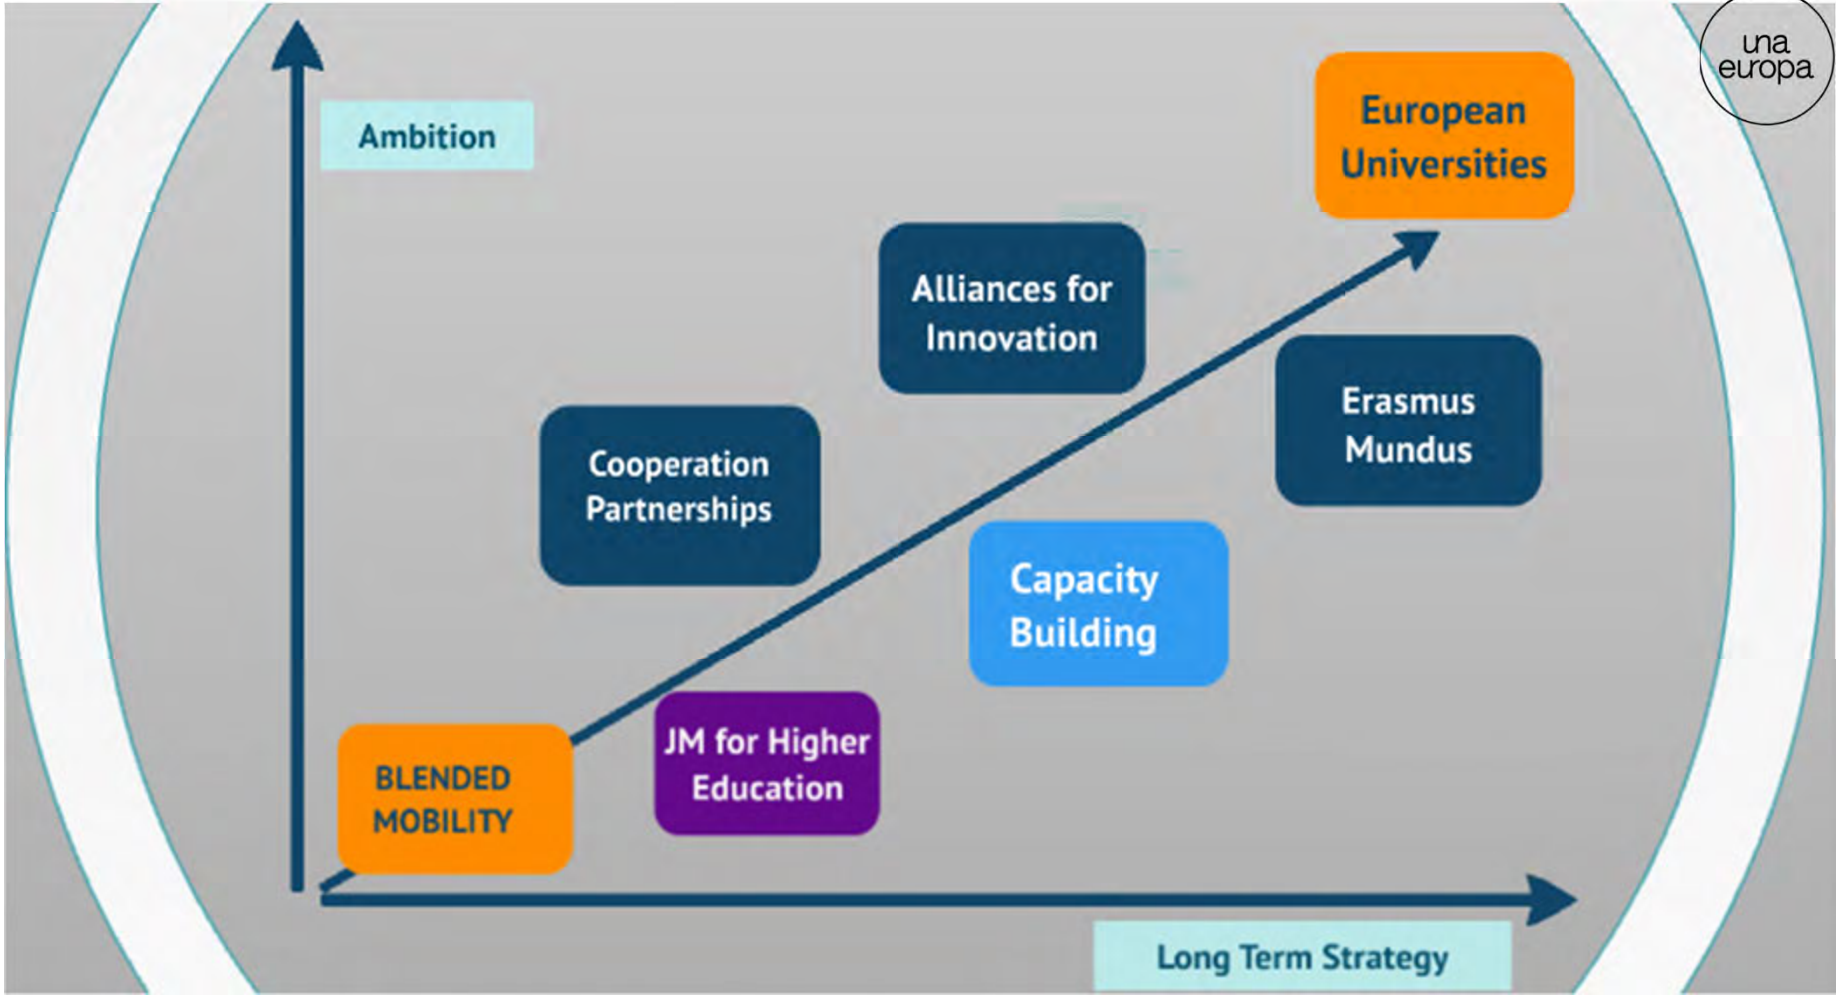 una
europa
Ambition
European
Universities
Alliances for
Innovation
Erasmus
Mundus
Cooperation
Partnerships
Capacity
Building
JM for Higher
Education
BLENDED
MOBILITY
Long Term Strategy